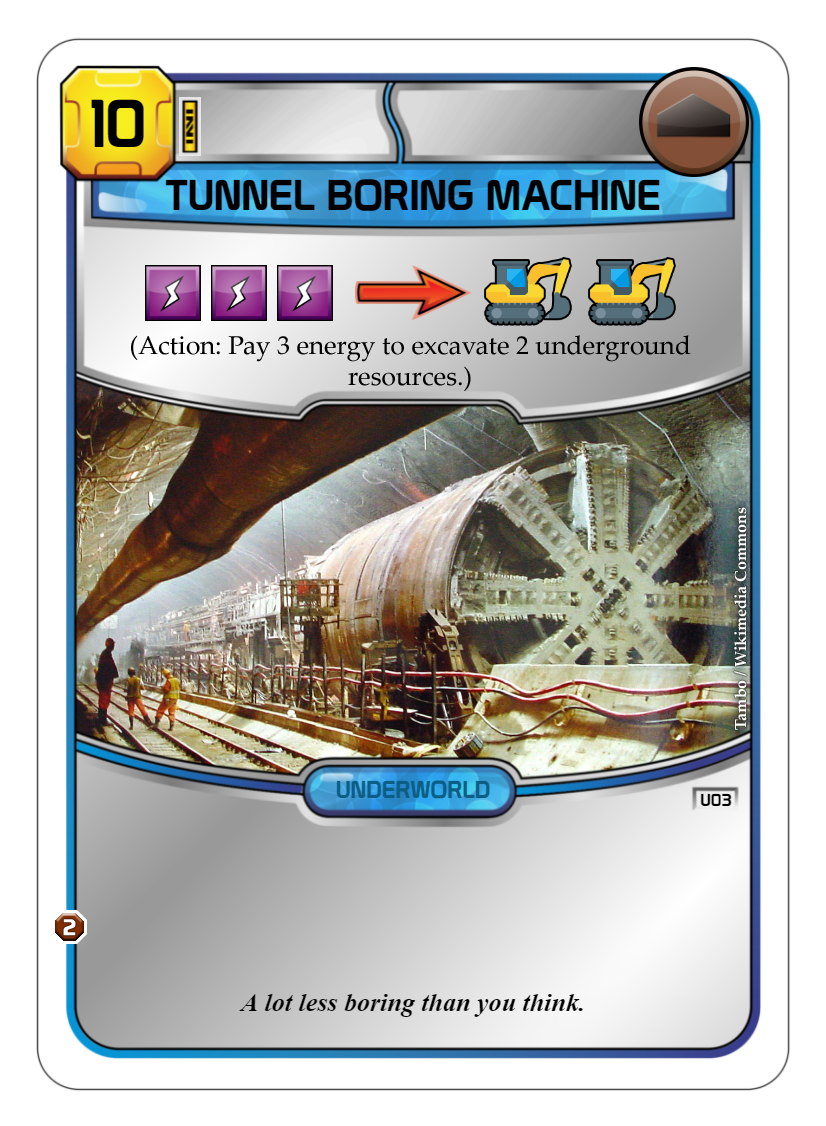 10
TUNNEL BORING MACHINE
(Action: Pay 3 energy to excavate 2 underground
resources.)
Tambo / Wikimedia Commons
UNDERWORLD
U03
2
A lot less boring than you think.